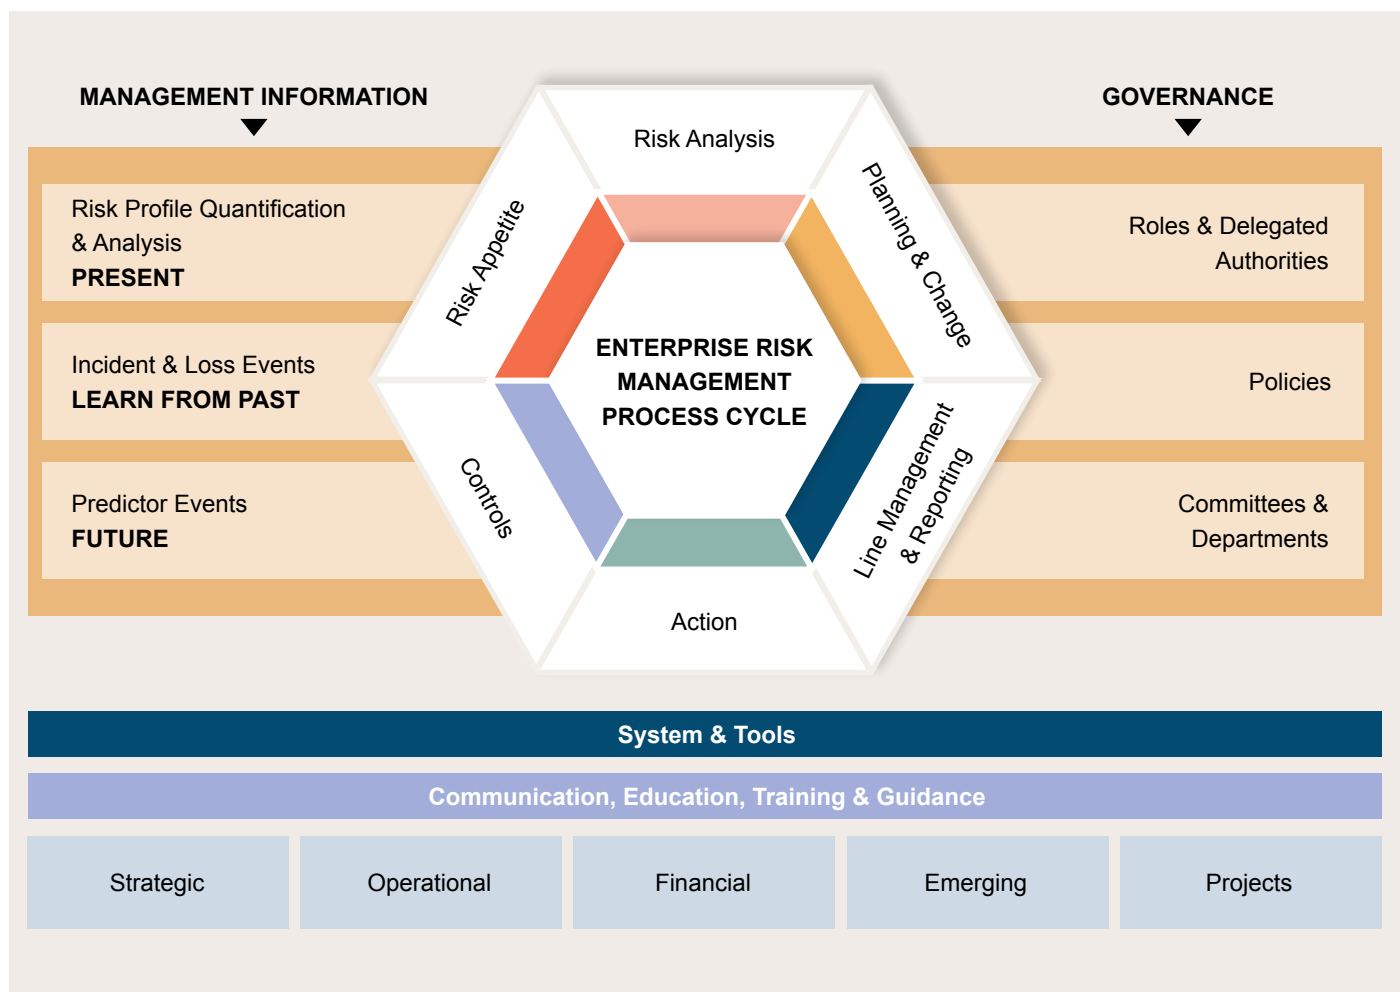 MANAGEMENT INFORMATION
Risk Profile Quantification
& Analysis
PRESENT
Incident & Loss Events
LEARN FROM PAST
Predictor Events
FUTURE
Risk Analysis
Planning & Change
Line Management
& Reporting
Action
Controls
Risk Appetite
ENTERPRISE RISK
MANAGEMENT
PROCESS CYCLE
GOVERNANCE
Roles & Delegated
Authorities
Policies
Committees &
Departments
System & Tools
Communication, Education, Training & Guidance
Strategic
Operational
Financial
Emerging
Projects